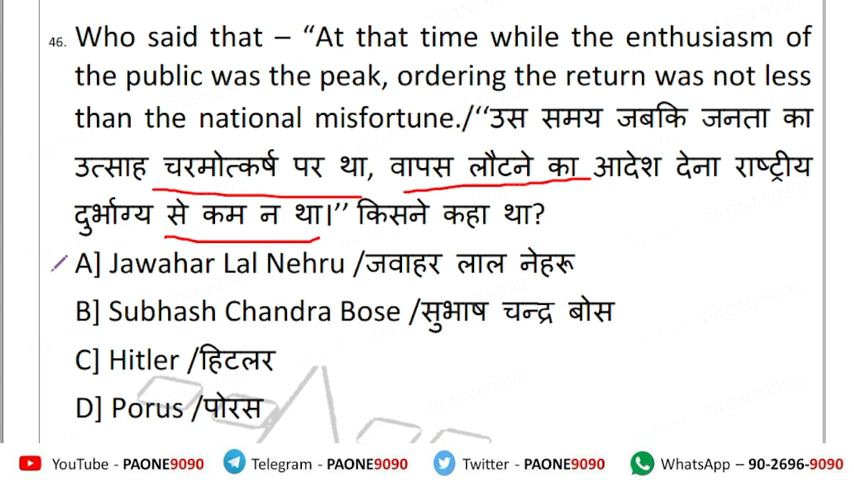 46. Who said that – “At that time while the enthusiasm of
the public was the peak, ordering the return was not less
than the national misfortune./‘‘उस समय जबकि जनता का
उत्साह चरमोत्कर्ष पर था, वापस लौटने का आदेश देना राष्ट्रीय
दुर्भाग्य से कम न था।’’ किसने कहा था?
A] Jawahar Lal Nehru /जवाहर लाल नेहरू
B] Subhash Chandra Bose /सुभाष चन्द्र बोस
C] Hitler /हिटलर
D] Porus /पोरस
YouTube - PAONE9090 Telegram - PAONE9090 Twitter - PAONE9090 WhatsApp – 90-2696-9090